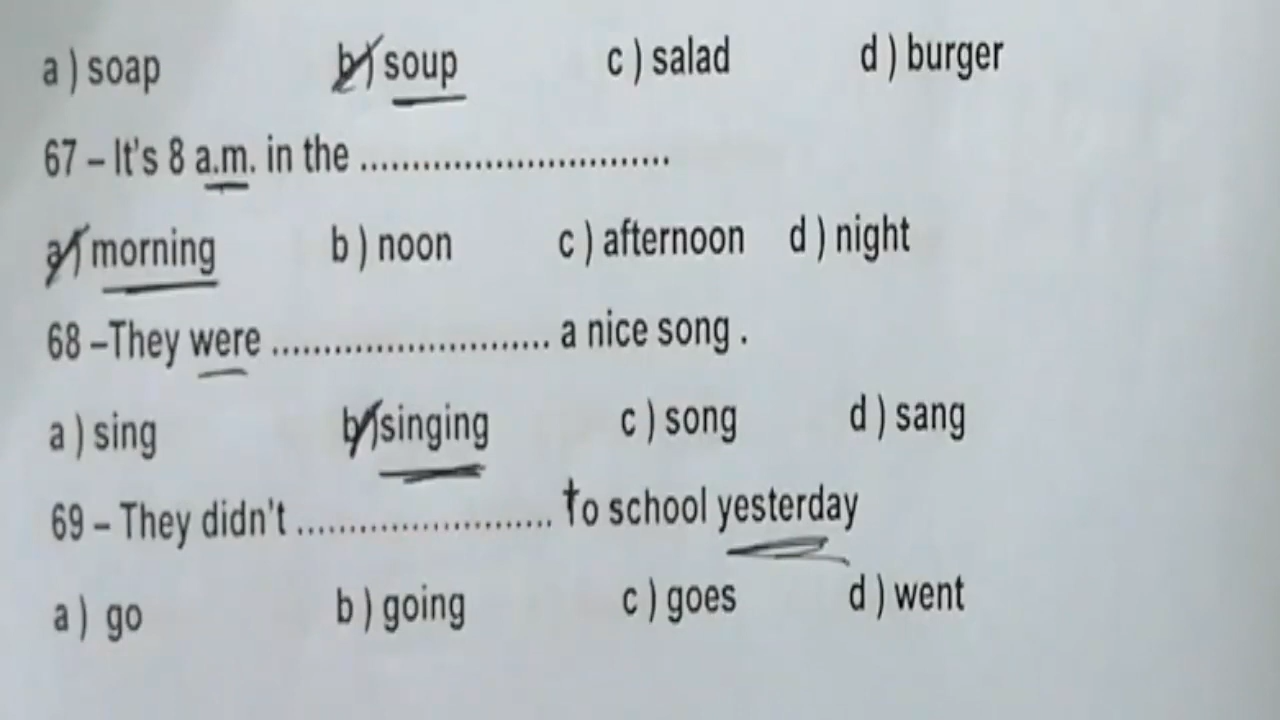 a ) soap b ) soup c ) salad d ) burger
67 – It's 8 a.m. in the ..............................
a ) morning b ) noon c ) afternoon d ) night
68 –They were ........................... a nice song .
a ) sing b ) singing c ) song d ) sang
69 – They didn't ......................... to school yesterday
a ) go b ) going c ) goes d ) went